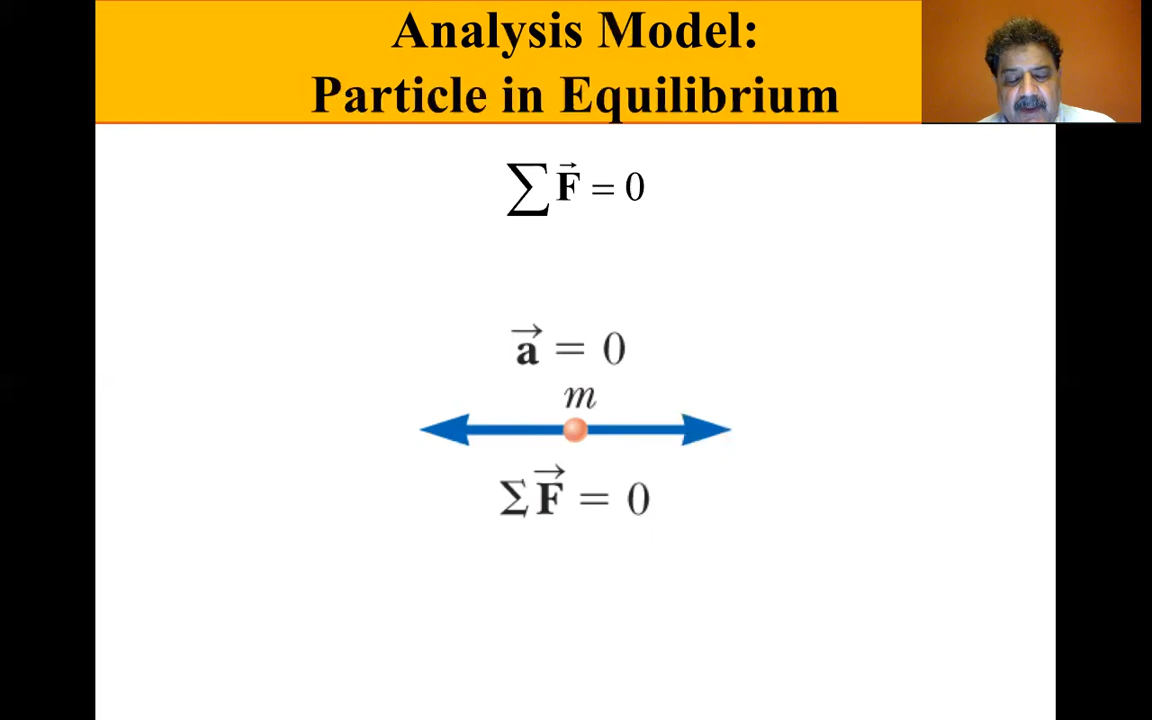 Analysis Model:
Particle in Equilibrium
∑ F⃗ = 0
a⃗ = 0
m
Σ F⃗ = 0